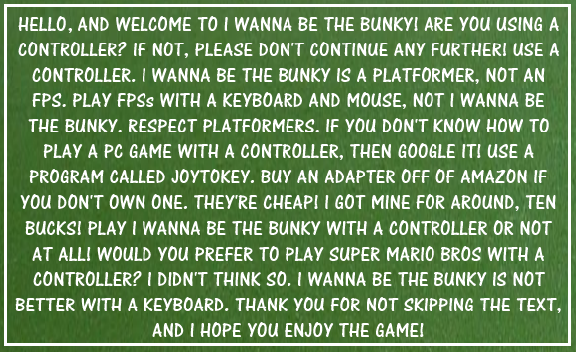 HELLO, AND WELCOME TO I WANNA BE THE BUNKY! ARE YOU USING A
CONTROLLER? IF NOT, PLEASE DON'T CONTINUE ANY FURTHER! USE A
CONTROLLER. I WANNA BE THE BUNKY IS A PLATFORMER, NOT AN
FPS. PLAY FPSs WITH A KEYBOARD AND MOUSE, NOT I WANNA BE
THE BUNKY. RESPECT PLATFORMERS. IF YOU DON'T KNOW HOW TO
PLAY A PC GAME WITH A CONTROLLER, THEN GOOGLE IT! USE A
PROGRAM CALLED JOYTOKEY. BUY AN ADAPTER OFF OF AMAZON IF
YOU DON'T OWN ONE. THEY'RE CHEAP! I GOT MINE FOR AROUND, TEN
BUCKS! PLAY I WANNA BE THE BUNKY WITH A CONTROLLER OR NOT
AT ALL! WOULD YOU PREFER TO PLAY SUPER MARIO BROS WITH A
CONTROLLER? I DIDN'T THINK SO. I WANNA BE THE BUNKY IS NOT
BETTER WITH A KEYBOARD. THANK YOU FOR NOT SKIPPING THE TEXT,
AND I HOPE YOU ENJOY THE GAME!